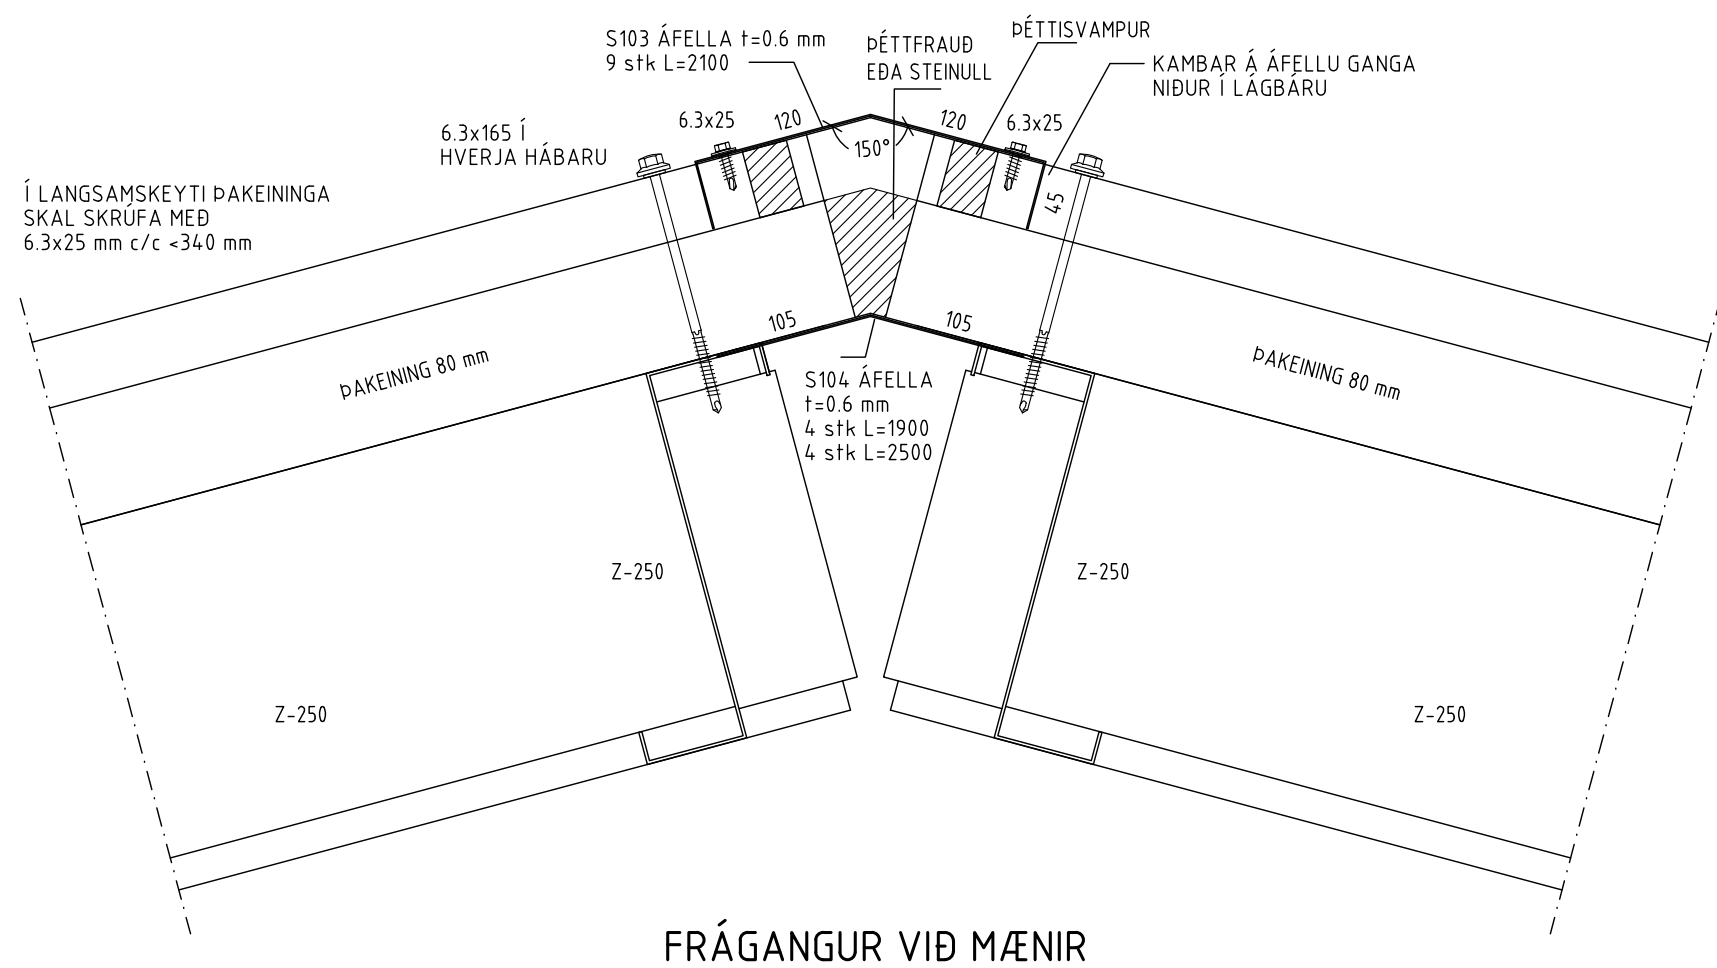 S103 ÁFELLA t=0.6 mm
9 stk L=2100
ÞÉTTFRAUÐ
EÐA STEINULL
ÞÉTTISVAMPUR
KAMBAR Á ÁFELLU GANGA
NIÐUR Í LÁGBÁRU
6.3x165 Í
HVERJA HÁBARU
6.3x25
120
150°
120
6.3x25
45
Í LANGSAMSKEYTI ÞAKEININGA
SKAL SKRÚFA MEÐ
6.3x25 mm c/c <340 mm
105
105
ÞAKEINING 80 mm
ÞAKEINING 80 mm
S104 ÁFELLA
t=0.6 mm
4 stk L=1900
4 stk L=2500
Z-250
Z-250
Z-250
Z-250
FRÁGANGUR VIÐ MÆNIR